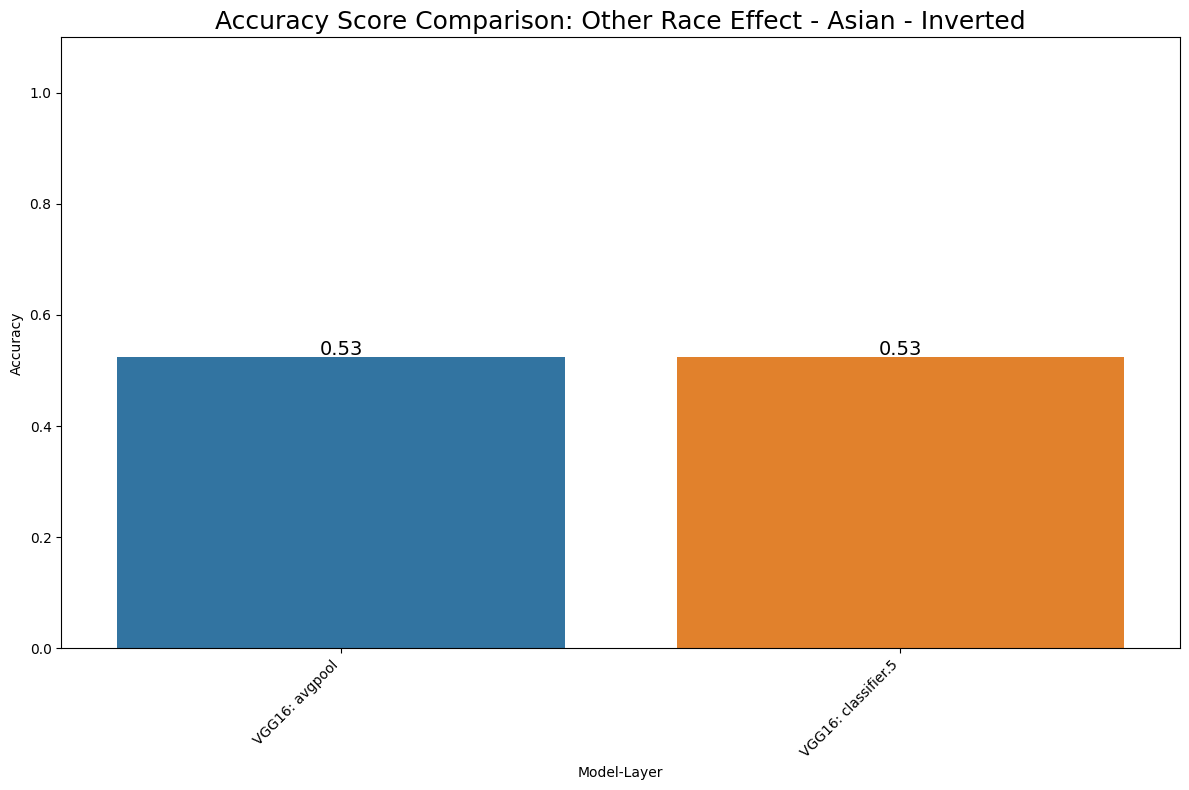 Accuracy Score Comparison: Other Race Effect - Asian - Inverted
1.0
0.8
0.6
0.4
0.2
0.0
Accuracy
0.53
0.53
VGG16: avgpool
VGG16: classifier.5
Model-Layer